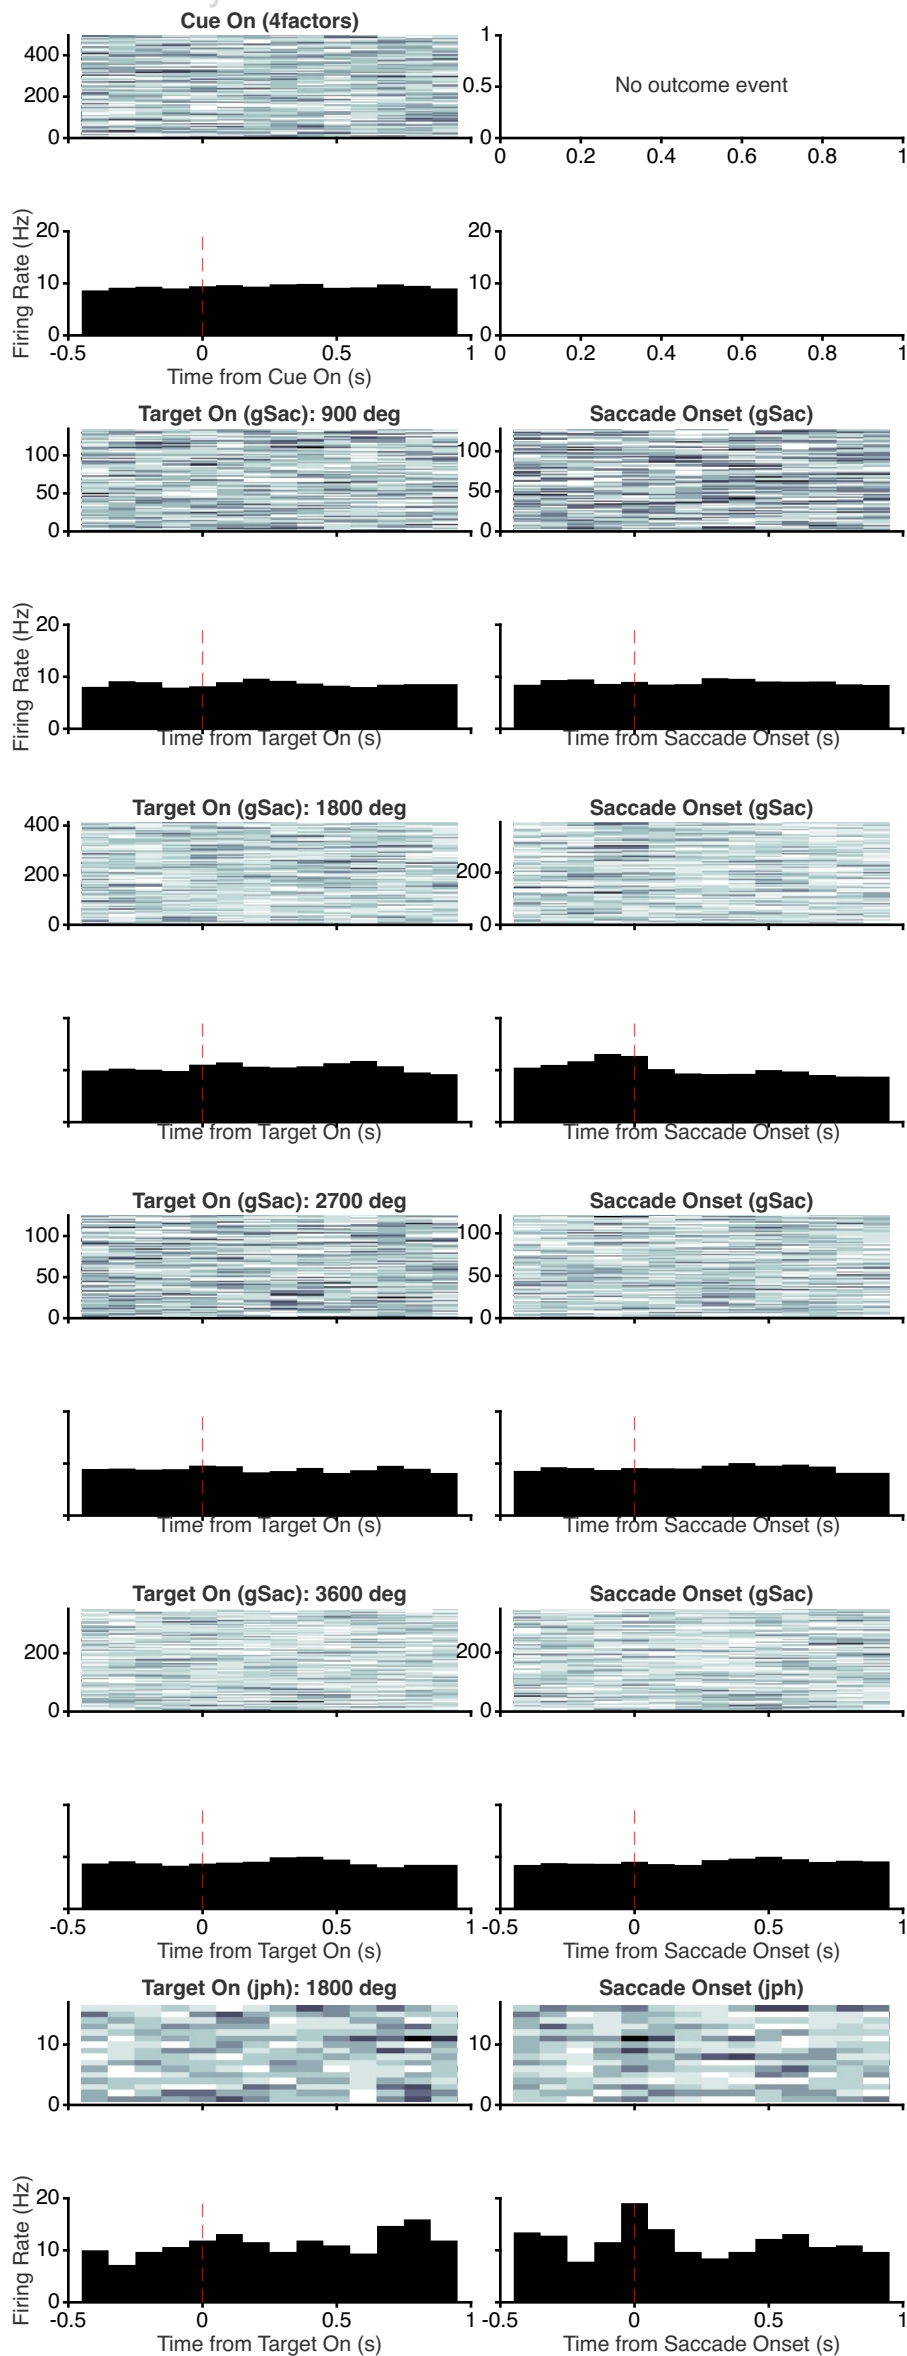 Cue On (4factors)
400
200
0
1
0.5
0
No outcome event
0 0.2 0.4 0.6 0.8 1
Firing Rate (Hz)
20
10
0
-0.5 0 0.5 1
Time from Cue On (s)
20
10
0
0 0.2 0.4 0.6 0.8 1
Target On (gSac): 900 deg
100
50
0
Saccade Onset (gSac)
100
50
0
Firing Rate (Hz)
20
10
0
Time from Target On (s)
Time from Saccade Onset (s)
Target On (gSac): 1800 deg
400
200
0
Saccade Onset (gSac)
200
0
Time from Target On (s)
Time from Saccade Onset (s)
Target On (gSac): 2700 deg
100
50
0
Saccade Onset (gSac)
100
50
0
Time from Target On (s)
Time from Saccade Onset (s)
Target On (gSac): 3600 deg
200
0
Saccade Onset (gSac)
200
0
-0.5 0 0.5 1
Time from Target On (s)
-0.5 0 0.5 1
Time from Saccade Onset (s)
Target On (jph): 1800 deg
10
0
Saccade Onset (jph)
10
0
Firing Rate (Hz)
20
10
0
-0.5 0 0.5 1
Time from Target On (s)
20
10
0
-0.5 0 0.5 1
Time from Saccade Onset (s)